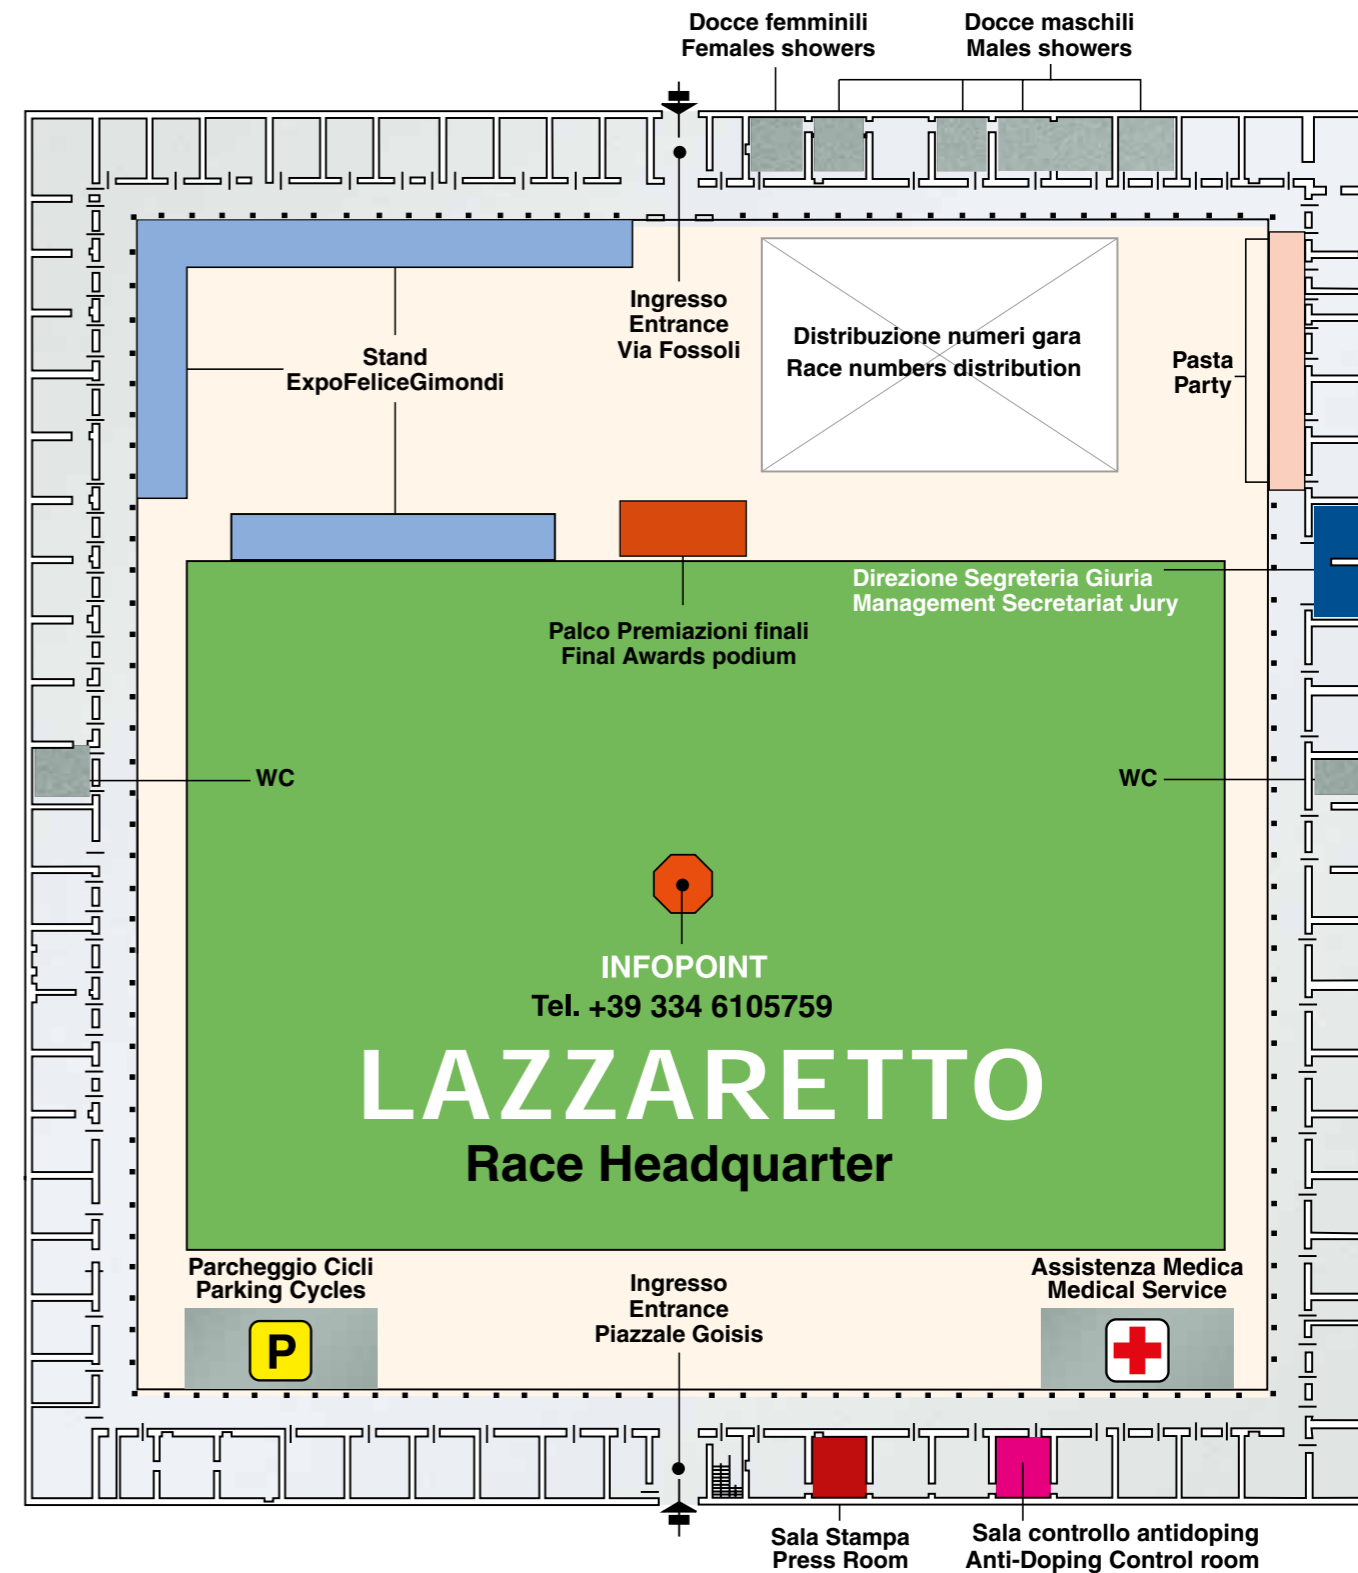 Docce femminili
Females showers
Docce maschili
Males showers
Ingresso
Entrance
Via Fossoli
Distribuzione numeri gara
Race numbers distribution
Stand
ExpoFeliceGimondi
Pasta
Party
Direzione Segreteria Giuria
Management Secretariat Jury
Palco Premiazioni finali
Final Awards podium
WC
WC
INFOPOINT
Tel. +39 334 6105759
LAZZARETTO
Race Headquarter
Parcheggio Cicli
Parking Cycles
P
Ingresso
Entrance
Piazzale Goisis
Assistenza Medica
Medical Service
Sala Stampa
Press Room
Sala controllo antidoping
Anti-Doping Control room